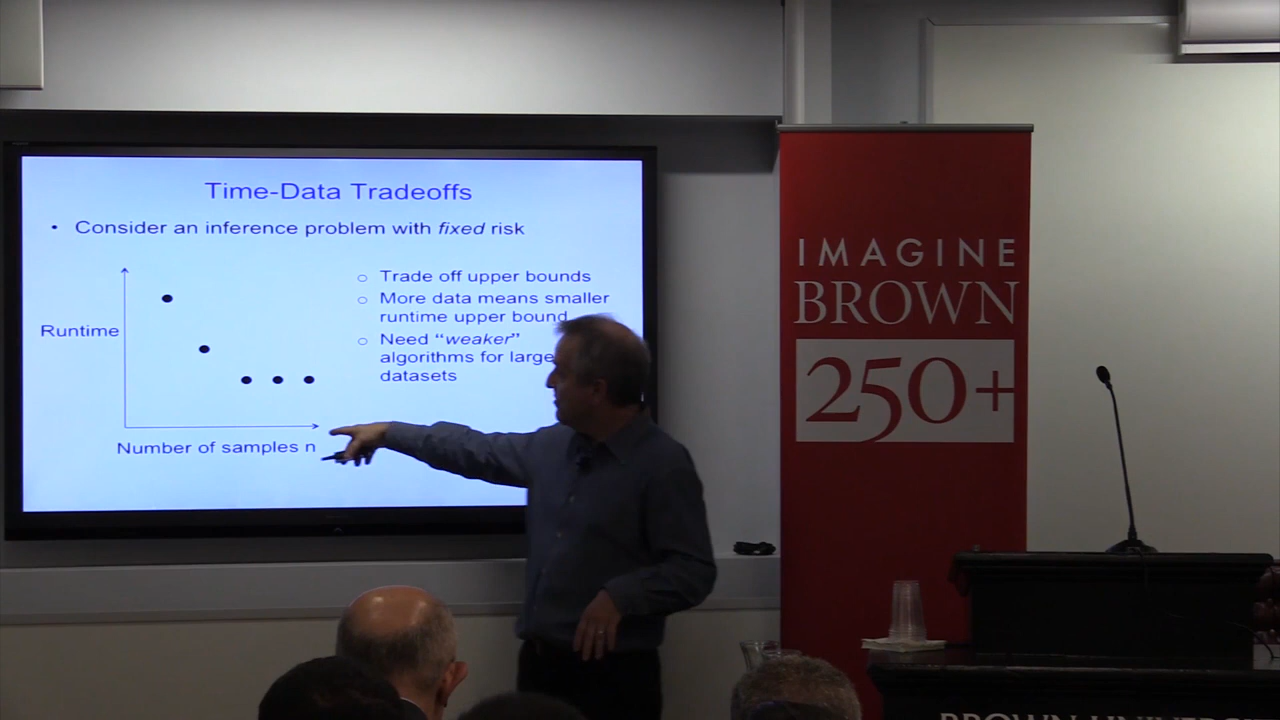 Time-Data Tradeoffs
• Consider an inference problem with fixed risk
Runtime
Number of samples n
○ Trade off upper bounds
○ More data means smaller
runtime upper bound
○ Need “weaker”
algorithms for large
datasets
IMAGINE
BROWN
250+
BROWN